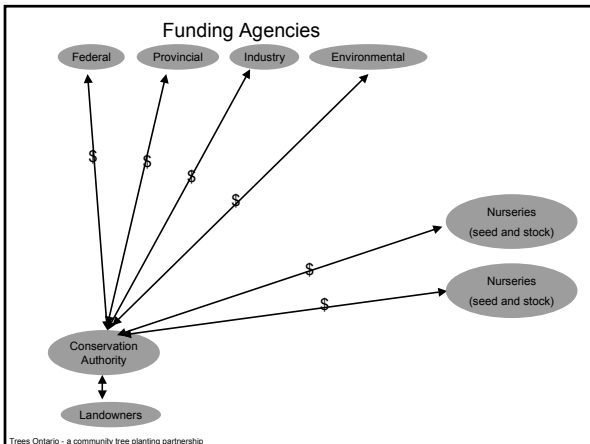 Funding Agencies
Federal
Provincial
Industry
Environmental
$
$
$
$
Nurseries
(seed and stock)
$
Nurseries
(seed and stock)
$
Conservation
Authority
Landowners
Trees Ontario - a community tree planting partnership